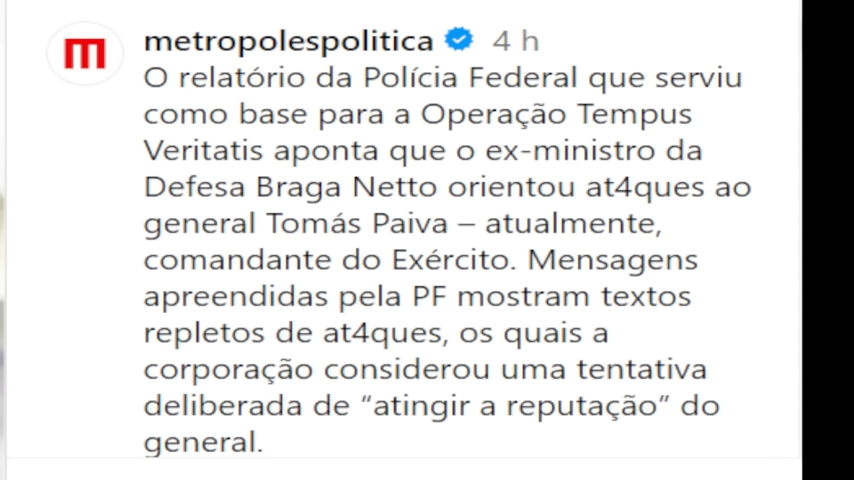 metropolespolitica 4 h
O relatório da Polícia Federal que serviu
como base para a Operação Tempus
Veritatis aponta que o ex-ministro da
Defesa Braga Netto orientou at4ques ao
general Tomás Paiva – atualmente,
comandante do Exército. Mensagens
apreendidas pela PF mostram textos
repletos de at4ques, os quais a
corporação considerou uma tentativa
deliberada de “atingir a reputação” do
general.